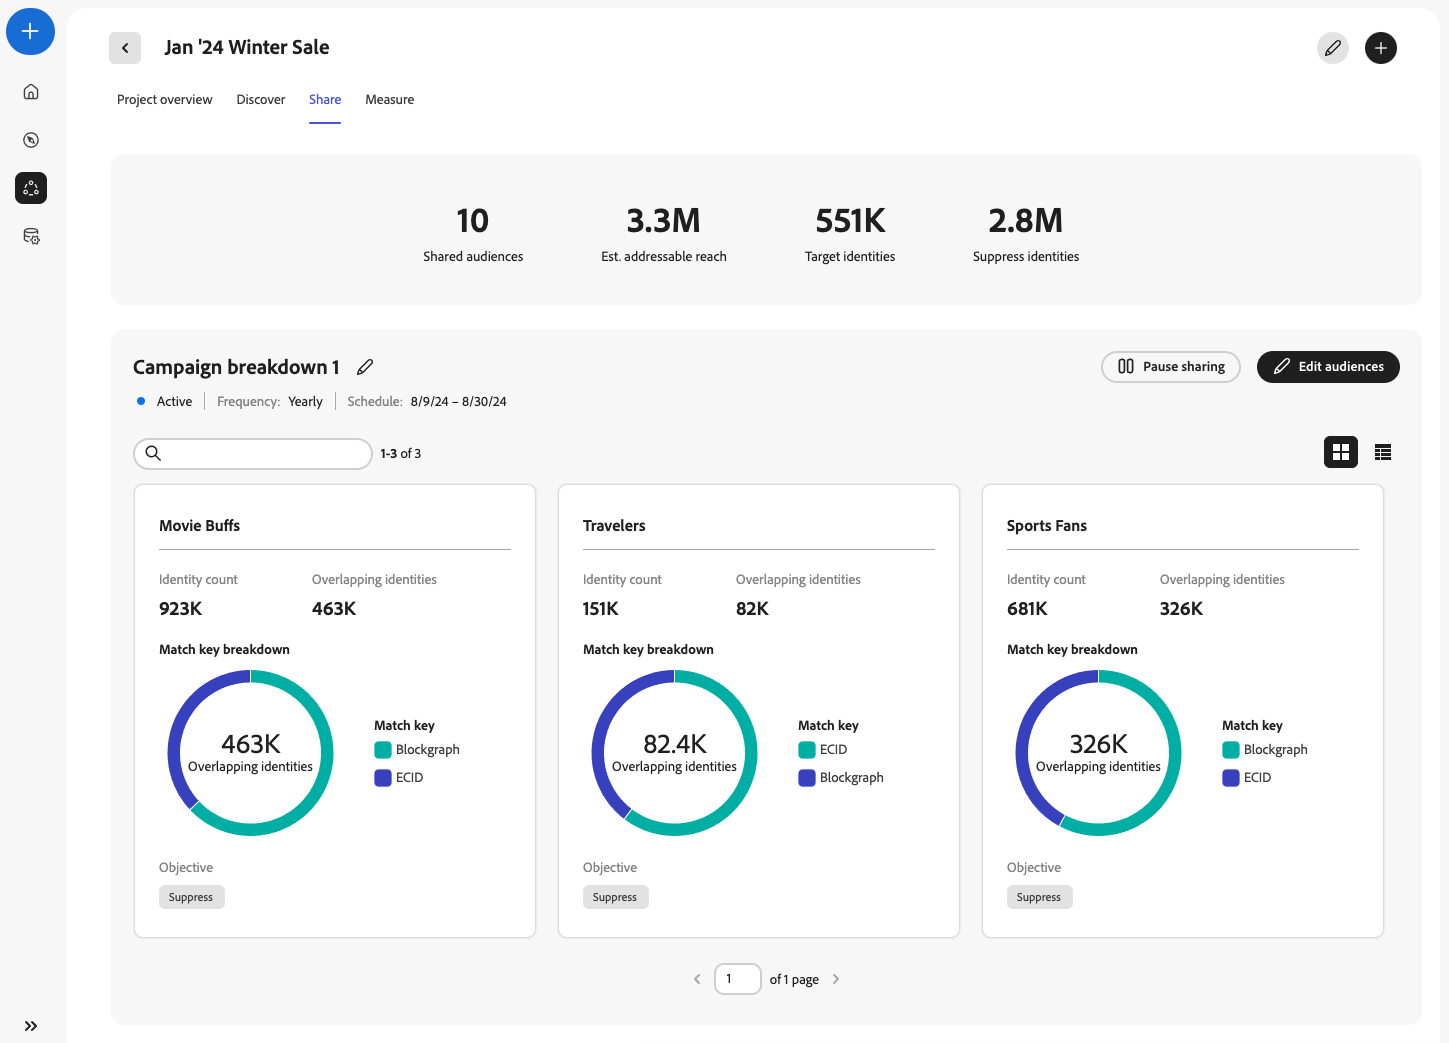 Jan '24 Winter Sale
Project overview Discover Share Measure
10 3.3M 551K 2.8M
Shared audiences Est. addressable reach Target identities Suppress identities
Campaign breakdown 1 Pause sharing Edit audiences
Active Frequency: Yearly Schedule: 8/9/24 – 8/30/24
1-3 of 3
Movie Buffs
Identity count Overlapping identities
923K 463K
Match key breakdown
463K
Overlapping identities
Match key
Blockgraph
ECID
Objective
Suppress
Travelers
Identity count Overlapping identities
151K 82K
Match key breakdown
82.4K
Overlapping identities
Match key
ECID
Blockgraph
Objective
Suppress
Sports Fans
Identity count Overlapping identities
681K 326K
Match key breakdown
326K
Overlapping identities
Match key
Blockgraph
ECID
Objective
Suppress
1 of 1 page